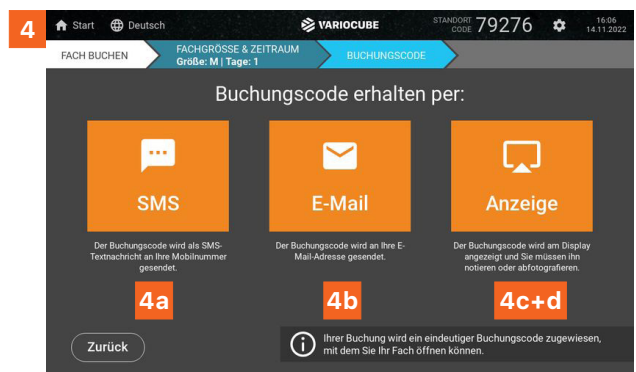 4
Start Deutsch VARIOCUBE STANDORT CODE 79276 16:06 14.11.2022
FACH BUCHEN
FACHGRÖSSE & ZEITRAUM
Größe: M | Tage: 1
BUCHUNGSCODE
Buchungscode erhalten per:
SMS
Der Buchungscode wird als SMS-
Textnachricht an Ihre Mobilnummer
gesendet.
4a
E-Mail
Der Buchungscode wird an Ihre E-
Mail-Adresse gesendet.
4b
Anzeige
Der Buchungscode wird am Display
angezeigt und Sie müssen ihn
notieren oder abfotografieren.
4c+d
Zurück
Ihrer Buchung wird ein eindeutiger Buchungscode zugewiesen,
mit dem Sie Ihr Fach öffnen können.